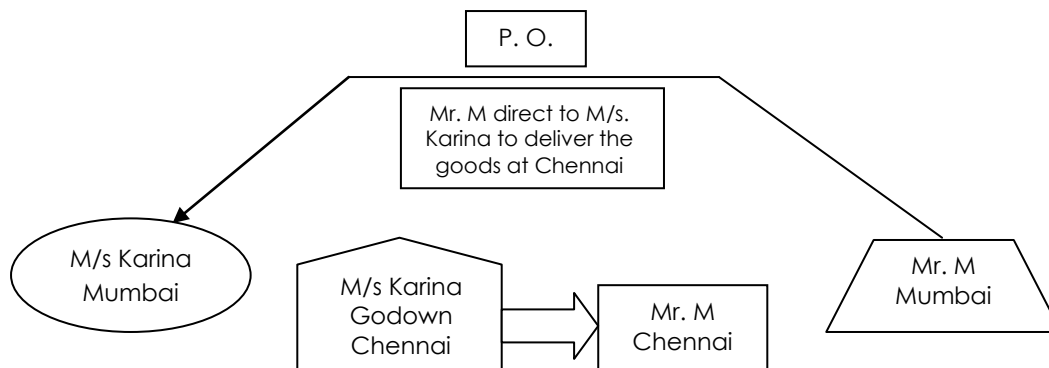 P. O.
Mr. M direct to M/s.
Karina to deliver the
goods at Chennai
M/s Karina
Mumbai
M/s Karina
Godown
Chennai
Mr. M
Chennai
Mr. M
Mumbai